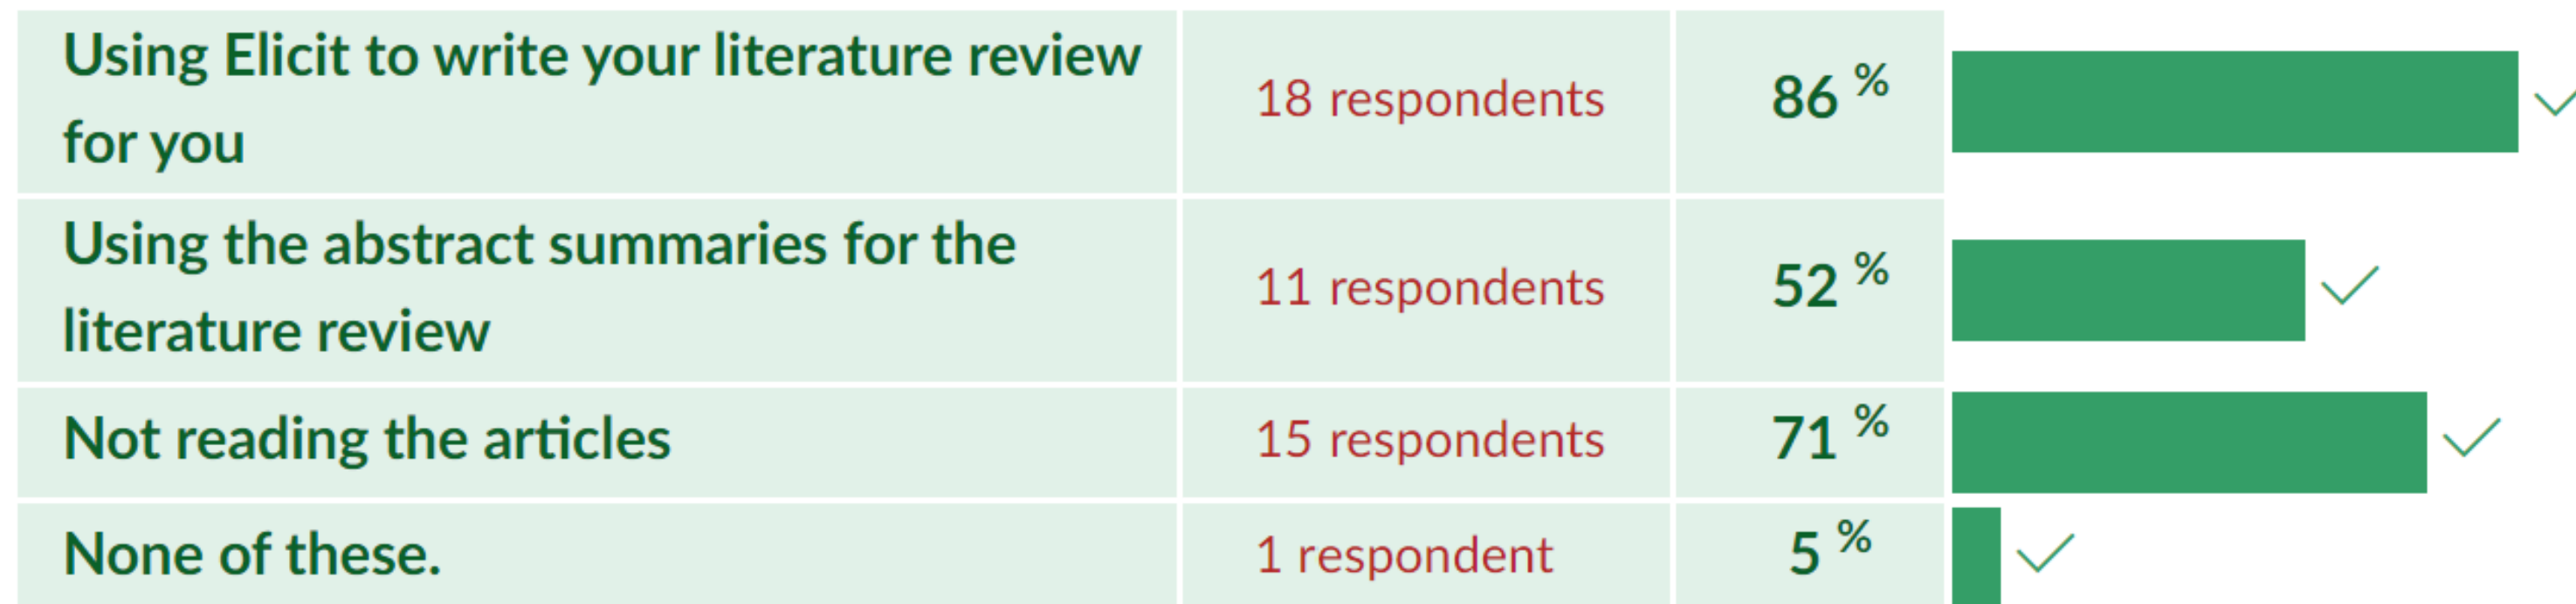 Using Elicit to write your literature review
for you
18 respondents
86 %
Using the abstract summaries for the
literature review
11 respondents
52 %
Not reading the articles
15 respondents
71 %
None of these.
1 respondent
5 %